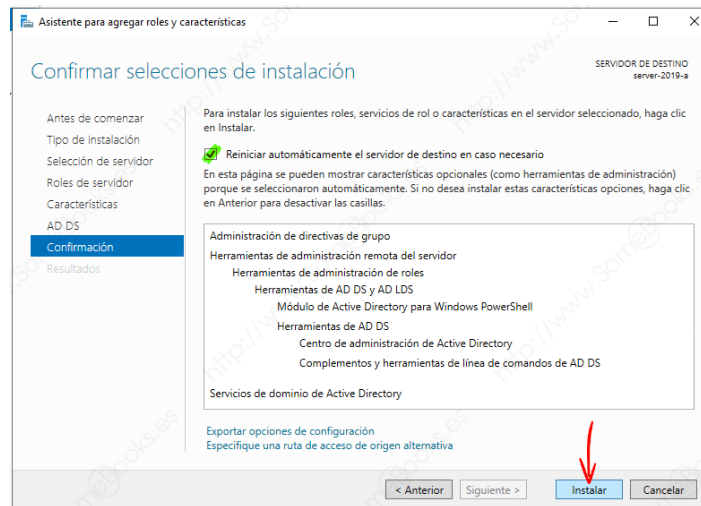 Asistente para agregar roles y características
Confirmar selecciones de instalación
SERVIDOR DE DESTINO
server-2019-a
Antes de comenzar
Tipo de instalación
Selección de servidor
Roles de servidor
Características
AD DS
Confirmación
Resultados
Para instalar los siguientes roles, servicios de rol o características en el servidor seleccionado, haga clic
en Instalar.
Reiniciar automáticamente el servidor de destino en caso necesario
En esta página se pueden mostrar características opcionales (como herramientas de administración)
porque se seleccionaron automáticamente. Si no desea instalar estas características opciones, haga clic
en Anterior para desactivar las casillas.
Administración de directivas de grupo
Herramientas de administración remota del servidor
Herramientas de administración de roles
Herramientas de AD DS y AD LDS
Módulo de Active Directory para Windows PowerShell
Herramientas de AD DS
Centro de administración de Active Directory
Complementos y herramientas de línea de comandos de AD DS
Servicios de dominio de Active Directory
Exportar opciones de configuración
Especifique una ruta de acceso de origen alternativa
< Anterior
Siguiente >
Instalar
Cancelar
http://www.SomeBooks.es